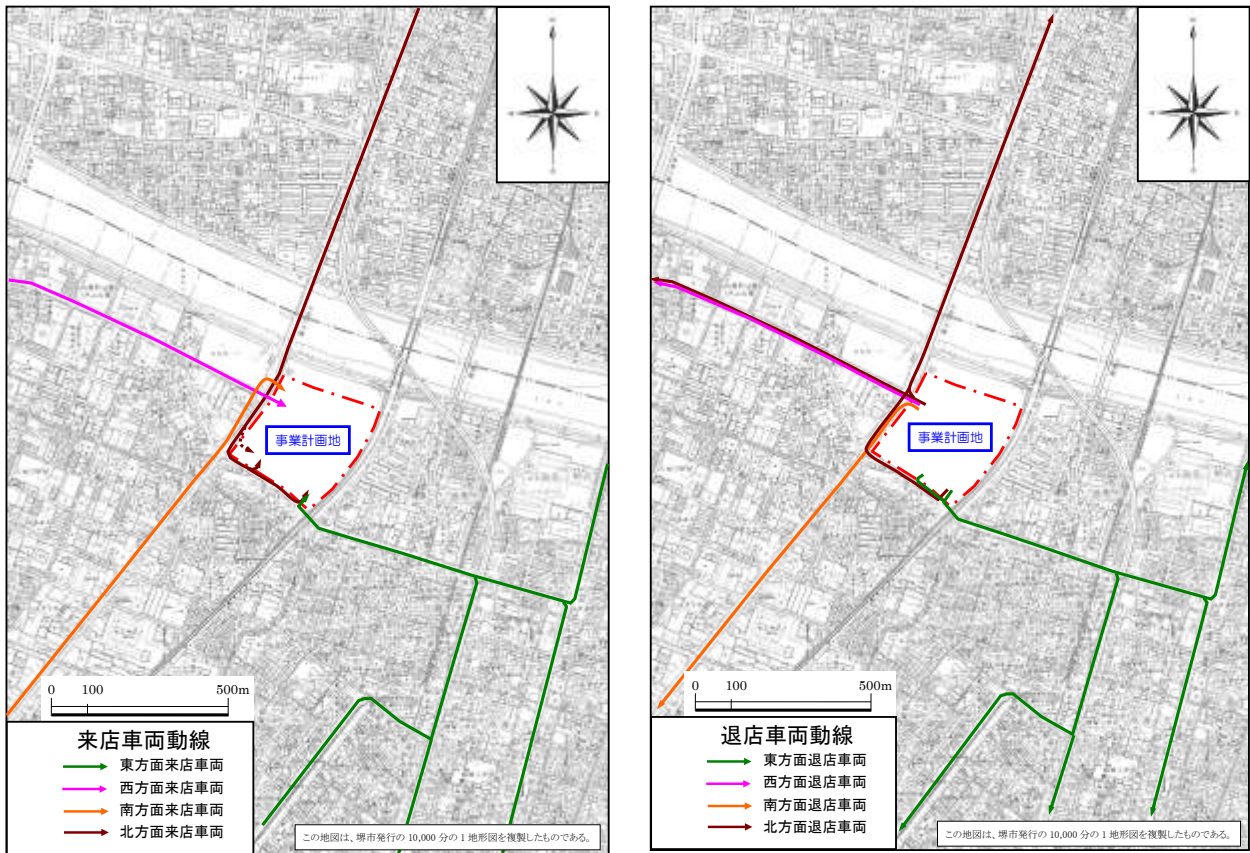 事業計画地
0 100 500m
来店車両動線
東方面来店車両
西方面来店車両
南方面来店車両
北方面来店車両
この地図は、堺市発行の 10,000 分の 1 地形図を複製したものである。
事業計画地
0 100 500m
退店車両動線
東方面退店車両
西方面退店車両
南方面退店車両
北方面退店車両
この地図は、堺市発行の 10,000 分の 1 地形図を複製したものである。